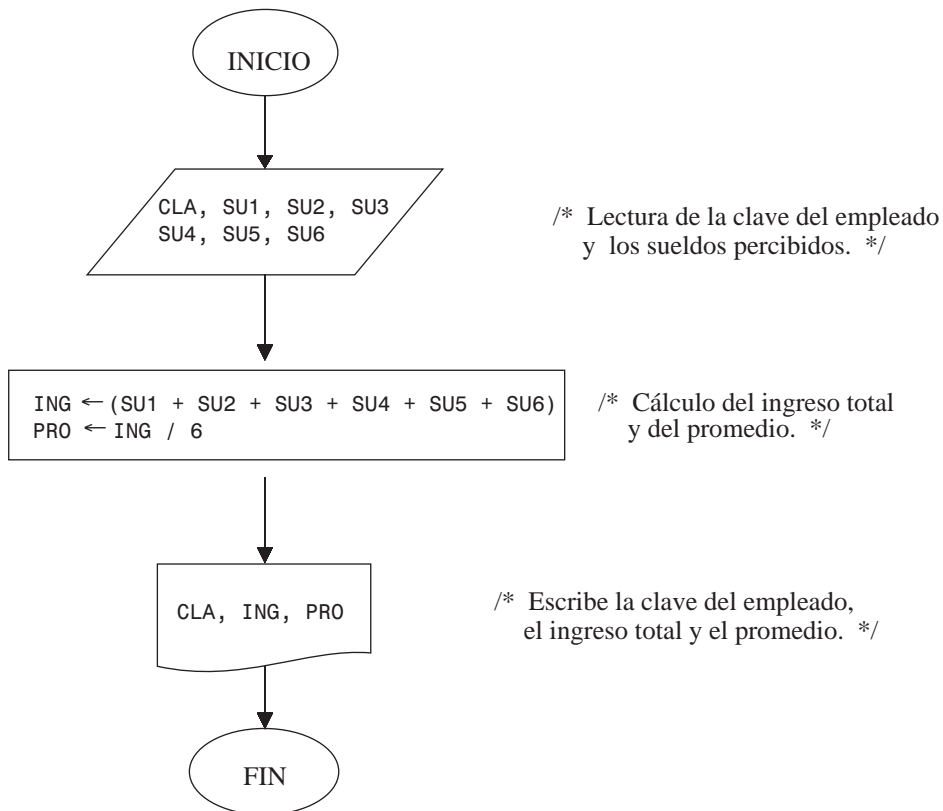 INICIO
CLA, SU1, SU2, SU3
SU4, SU5, SU6
/* Lectura de la clave del empleado
y los sueldos percibidos. */
ING ← (SU1 + SU2 + SU3 + SU4 + SU5 + SU6)
PRO ← ING / 6
/* Cálculo del ingreso total
y del promedio. */
CLA, ING, PRO
/* Escribe la clave del empleado,
el ingreso total y el promedio. */
FIN